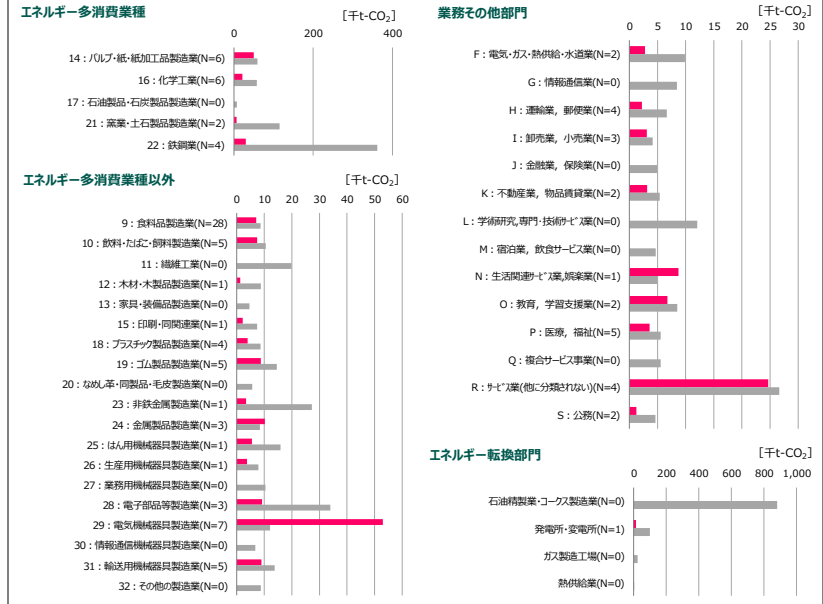 エネルギー多消費業種
[千t-CO₂]
0 200 400
14：パルプ・紙・紙加工品製造業(N=6)
16：化学工業(N=6)
17：石油製品・石炭製品製造業(N=0)
21：窯業・土石製品製造業(N=2)
22：鉄鋼業(N=4)
エネルギー多消費業種以外
[千t-CO₂]
0 10 20 30 40 50 60
9：食料品製造業(N=28)
10：飲料・たばこ・飼料製造業(N=5)
11：繊維工業(N=0)
12：木材・木製品製造業(N=1)
13：家具・装備品製造業(N=0)
15：印刷・同関連業(N=1)
18：プラスチック製品製造業(N=4)
19：ゴム製品製造業(N=5)
20：なめし革・同製品・毛皮製造業(N=0)
23：非鉄金属製造業(N=1)
24：金属製品製造業(N=3)
25：はん用機械器具製造業(N=1)
26：生産用機械器具製造業(N=1)
27：業務用機械器具製造業(N=0)
28：電子部品等製造業(N=3)
29：電気機械器具製造業(N=7)
30：情報通信機械器具製造業(N=0)
31：輸送用機械器具製造業(N=5)
32：その他の製造業(N=0)
業務その他部門
[千t-CO₂]
0 5 10 15 20 25 30
F：電気・ガス・熱供給・水道業(N=2)
G：情報通信業(N=0)
H：運輸業，郵便業(N=4)
I：卸売業，小売業(N=3)
J：金融業，保険業(N=0)
K：不動産業，物品賃貸業(N=2)
L：学術研究,専門・技術サービス業(N=0)
M：宿泊業，飲食サービス業(N=0)
N：生活関連サービス業,娯楽業(N=1)
O：教育，学習支援業(N=2)
P：医療，福祉(N=5)
Q：複合サービス事業(N=0)
R：サービス業(他に分類されない)(N=4)
S：公務(N=2)
エネルギー転換部門
[千t-CO₂]
0 200 400 600 800 1,000
石油精製業・コークス製造業(N=0)
発電所・変電所(N=1)
ガス製造工場(N=0)
熱供給業(N=0)